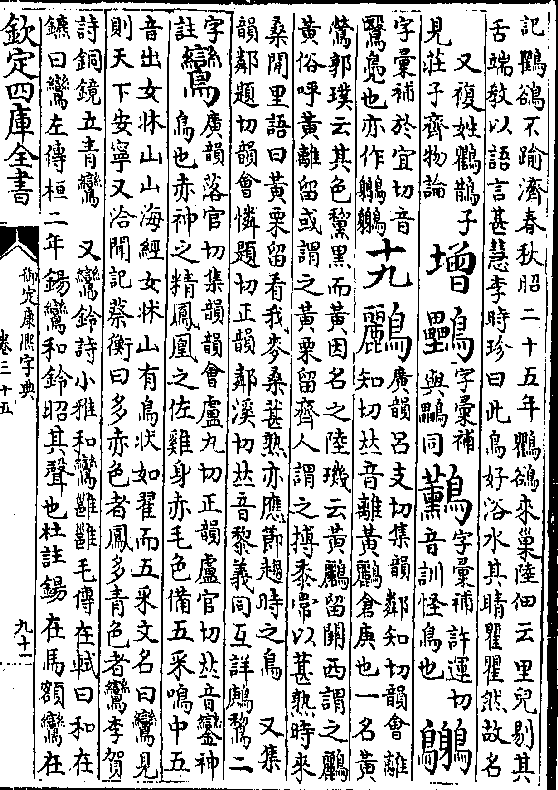 記鸜鵒不踰濟春秋昭二十五年鸜鵒來巢陸佃云里兒剔其
舌端敎以語言甚慧李時珍曰此鳥好浴水其睛瞿瞿然故名
又複姓鸜鵲子
見莊子齊物論
增
鸓字彙補
與鸓同
鸛字彙補許運切
音訓怪鳥也
字彙補於宜切音
鷖鳧也亦作
十九
鸝廣韻呂支切集韻鄰知切韻會離
知切𠀤音離黃鸝倉庚也一名黃
鶯郭璞云其色黧黑而黃因名之陸璣云黃鸝留關西謂之鸝
黃俗呼黃離留或謂之黃栗留齊人謂之搏黍常以葚熟時來
桑閒里語曰黃栗留看我麥桑葚熟亦應節趨時之鳥 又集
韻鄰題切韻會憐題切正韻鄰溪切𠀤音黎義同互詳鵹鴹二
字
註
鸞廣韻落官切集韻韻會盧丸切正韻盧官切𠀤音鑾神
鳥也赤神之精鳳凰之佐雞身赤毛色備五采鳴中五
音出女牀山山海經女牀山有鳥狀如翟而五采文名曰鸞見
則天下安寧又洽聞記蔡衡曰多赤色者鳳多青色者鸞李賀
詩銅鏡立青鸞 又鸞鈴詩小雅和鸞雝雝毛傳在軾曰和在
鑣曰鸞左傳桓二年鍚鸞和鈴昭其聲也杜註鍚在馬額鸞在
欽定四庫全書
御定康熙字典
卷三十五
九十一